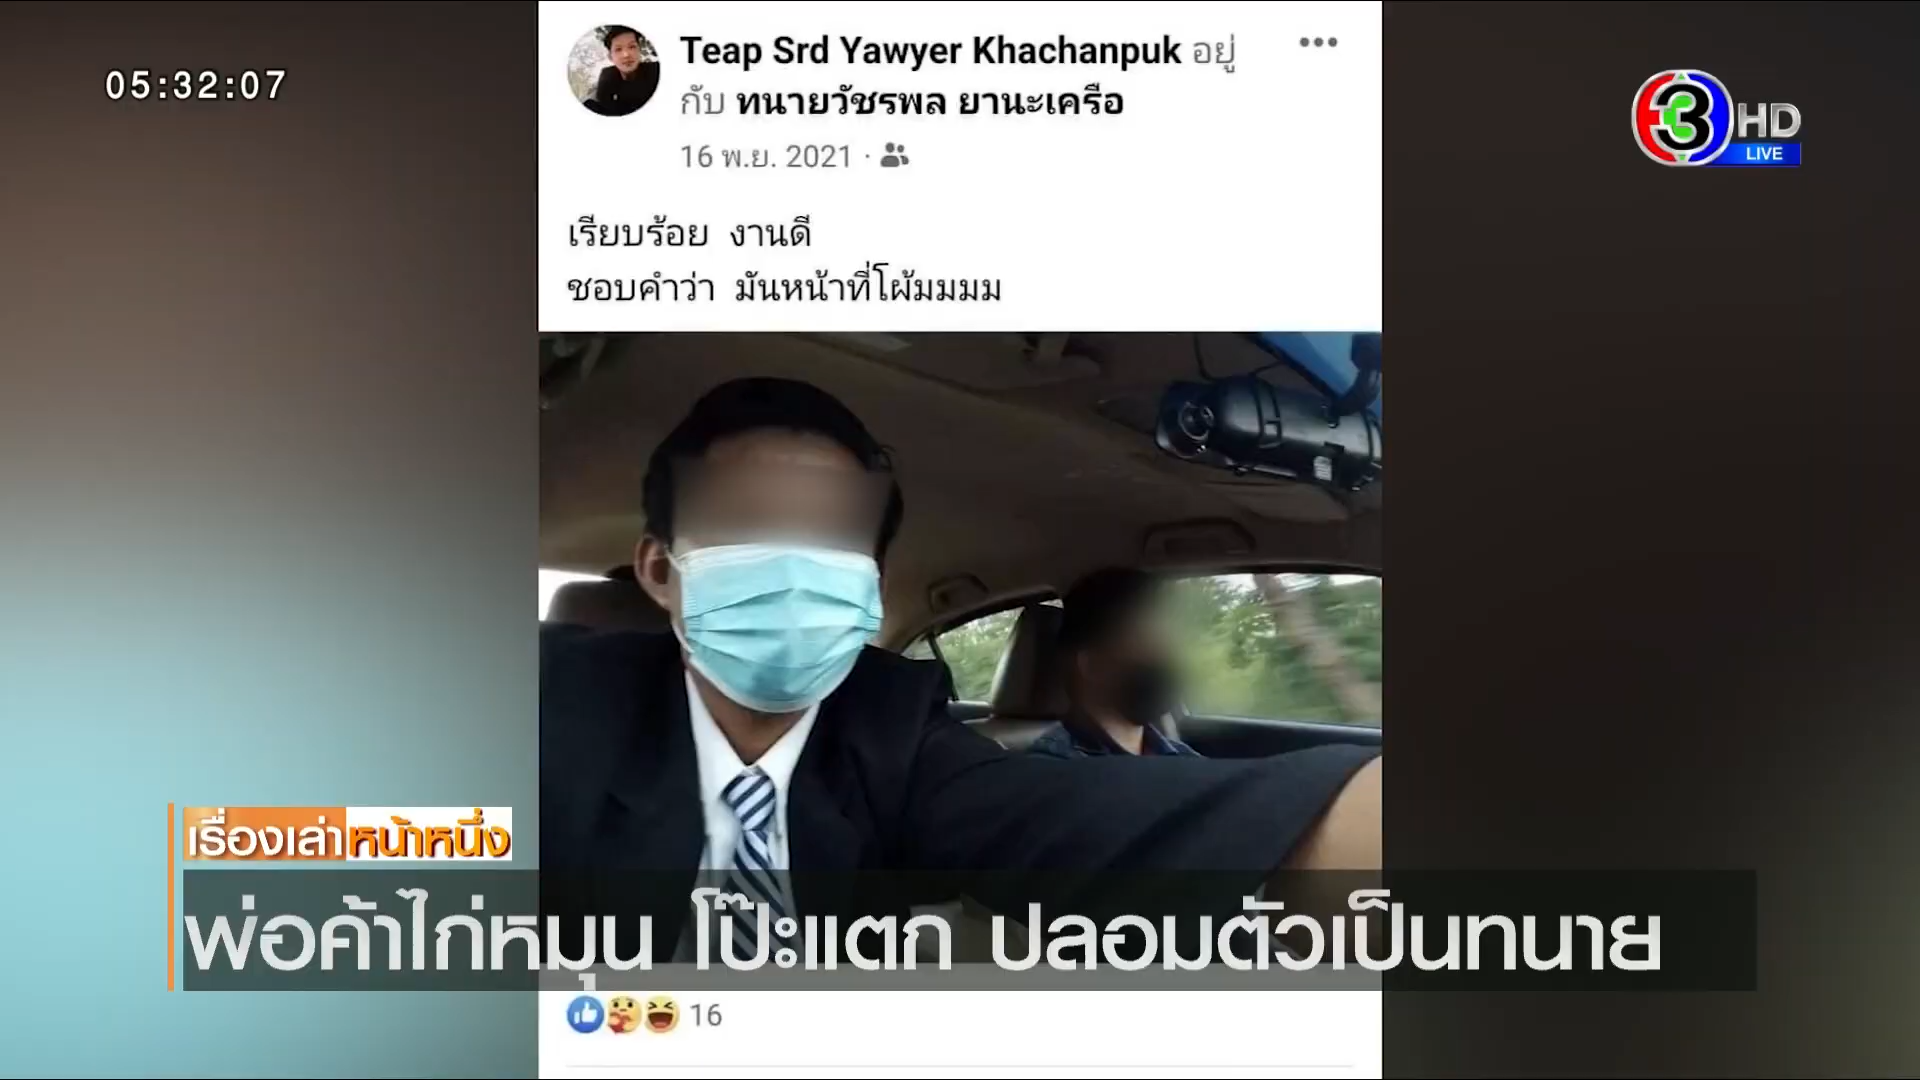 05:32:07
Teap Srd Yawyer Khachanpuk อยู่
กับ ทนายวัชรพล ยานะเครือ
16 พ.ย. 2021 ·
3 HD
LIVE
เรียบร้อย งานดี
ชอบคำว่า มันหน้าที่โผ้มมมม
เรื่องเล่าหน้าหนึ่ง
พ่อค้าไก่หมุน โป๊ะแตก ปลอมตัวเป็นทนาย
16